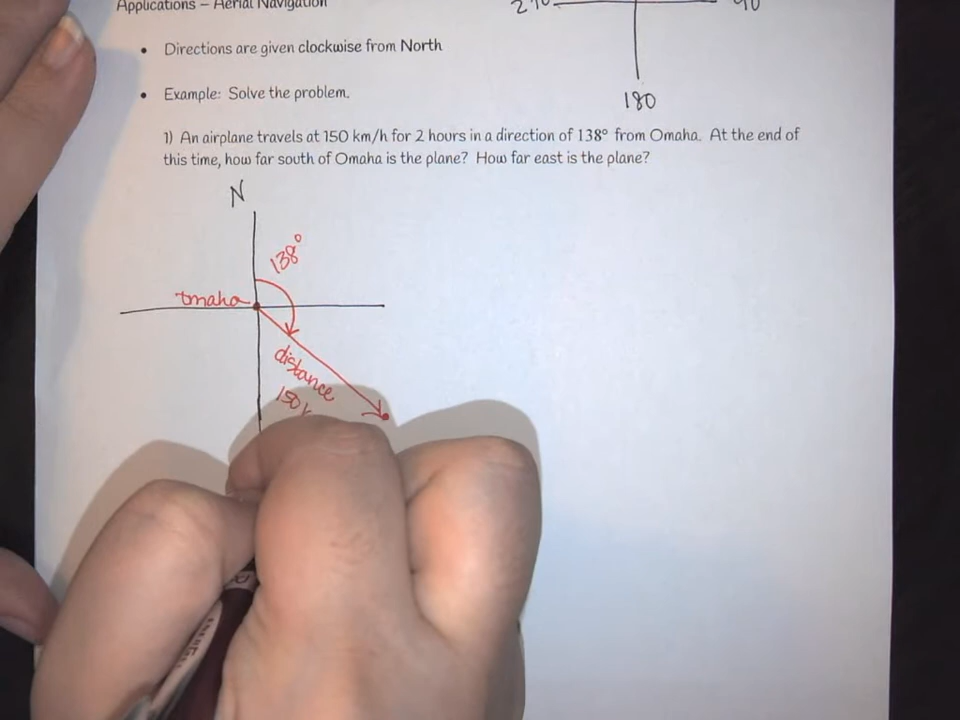 Applications – Aerial Navigation
270 90
• Directions are given clockwise from North
• Example: Solve the problem.
180
1) An airplane travels at 150 km/h for 2 hours in a direction of 138° from Omaha. At the end of
this time, how far south of Omaha is the plane? How far east is the plane?
N
138°
Omaha
distance
150